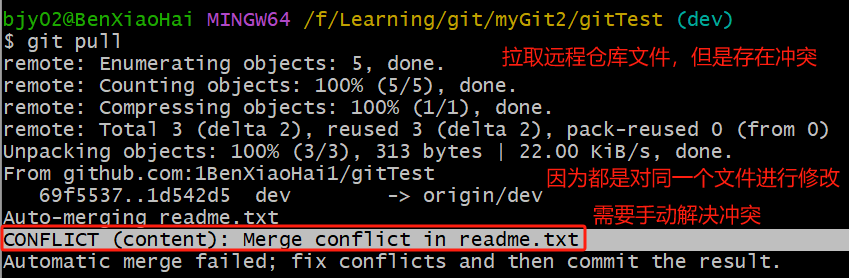 bjy02@BenXiaoHai MINGW64 /f/Learning/git/myGit2/gitTest (dev)
$ git pull
remote: Enumerating objects: 5, done.
拉取远程仓库文件，但是存在冲突
remote: Counting objects: 100% (5/5), done.
remote: Compressing objects: 100% (1/1), done.
remote: Total 3 (delta 2), reused 3 (delta 2), pack-reused 0 (from 0)
Unpacking objects: 100% (3/3), 313 bytes | 22.00 KiB/s, done.
From github.com:1BenXiaoHai1/gitTest
因为都是对同一个文件进行修改
69f5537..1d542d5 dev -> origin/dev
Auto-merging readme.txt
需要手动解决冲突
CONFLICT (content): Merge conflict in readme.txt
Automatic merge failed; fix conflicts and then commit the result.